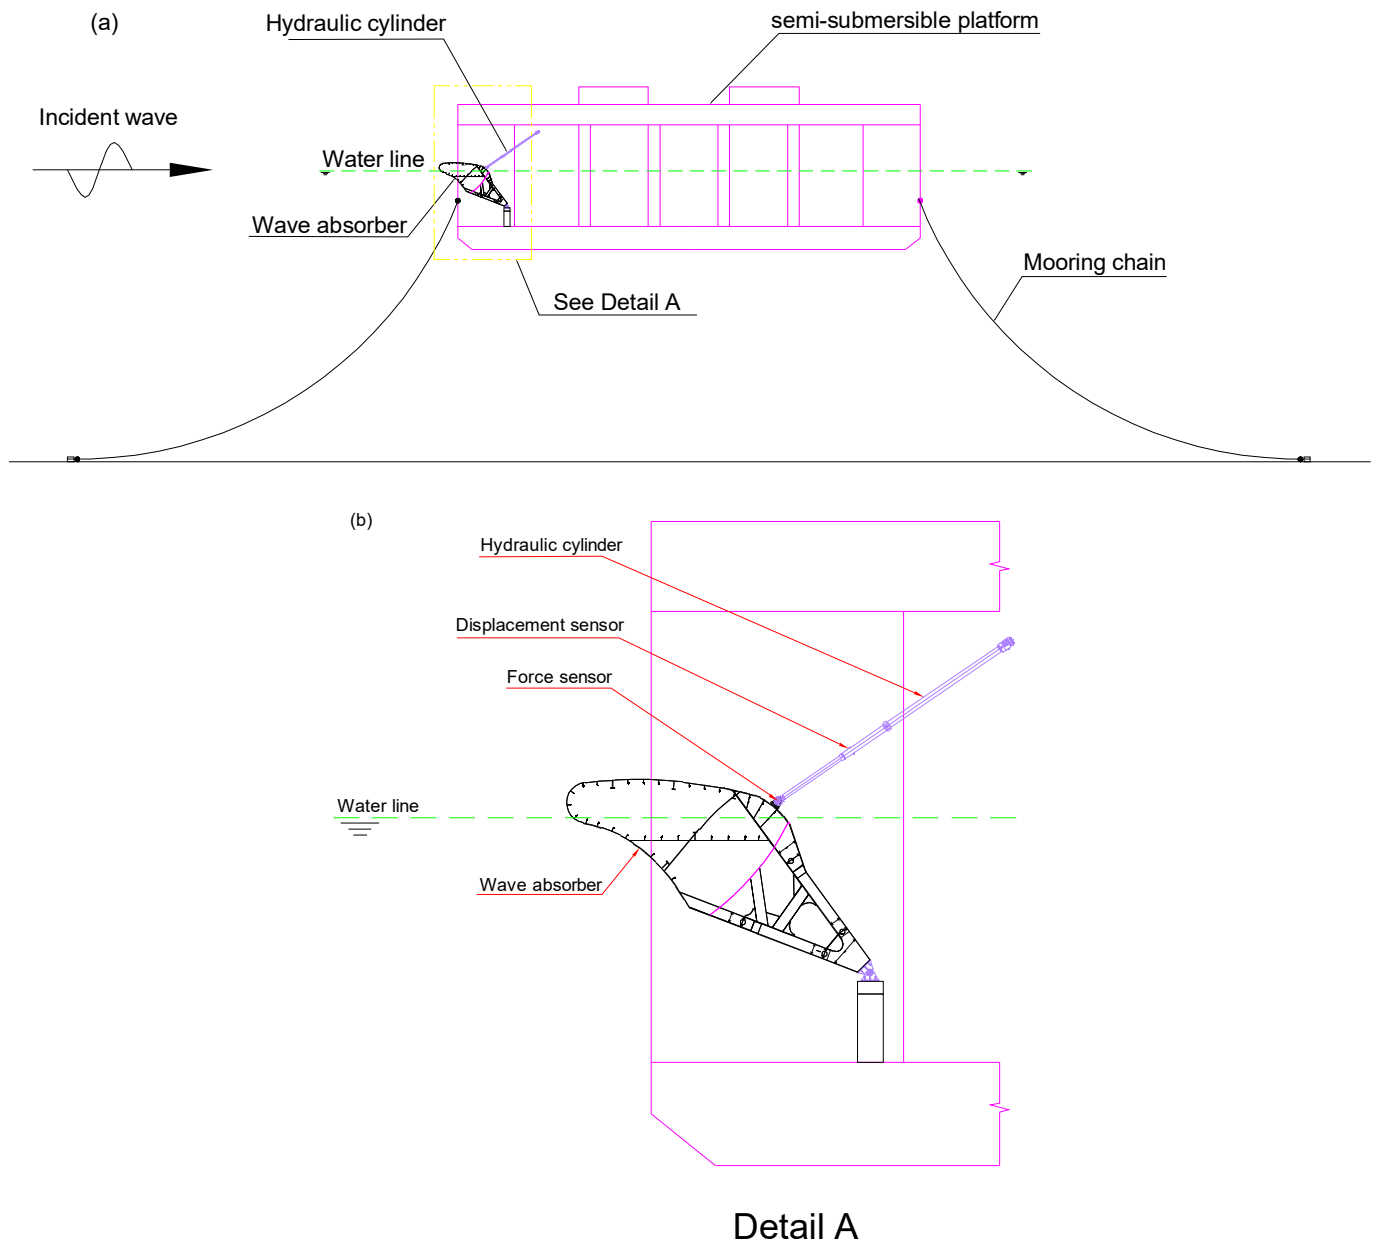 (a)
Hydraulic cylinder
semi-submersible platform
Incident wave
Water line
Wave absorber
Mooring chain
See Detail A
(b)
Hydraulic cylinder
Displacement sensor
Force sensor
Water line
Wave absorber
Detail A